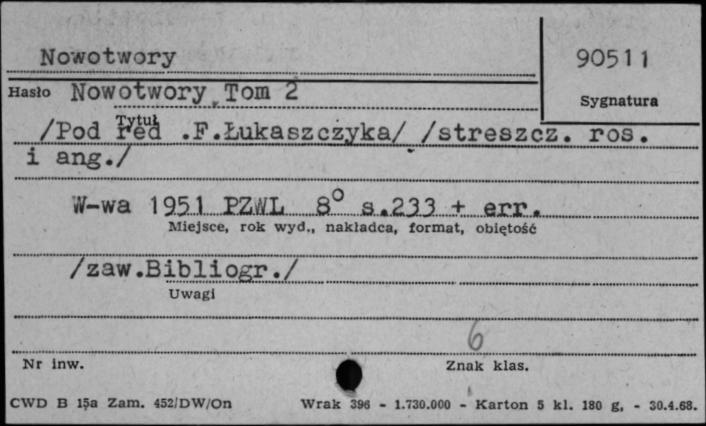 Nowotwory
90511
Hasło Nowotwory Tom 2
Sygnatura
Tytuł
/Pod red .F.Łukaszczyka/ /streszcz. ros.
i ang./
W-wa 1951 PZWL 8° s.233 + err.
Miejsce, rok wyd., nakładca, format, obiętość
/zaw.Bibliogr./
Uwagi
6
Nr inw.
Znak klas.
CWD B 15a Zam. 452/DW/On Wrak 396 - 1.730.000 - Karton 5 kl. 180 g, - 30.4.68.